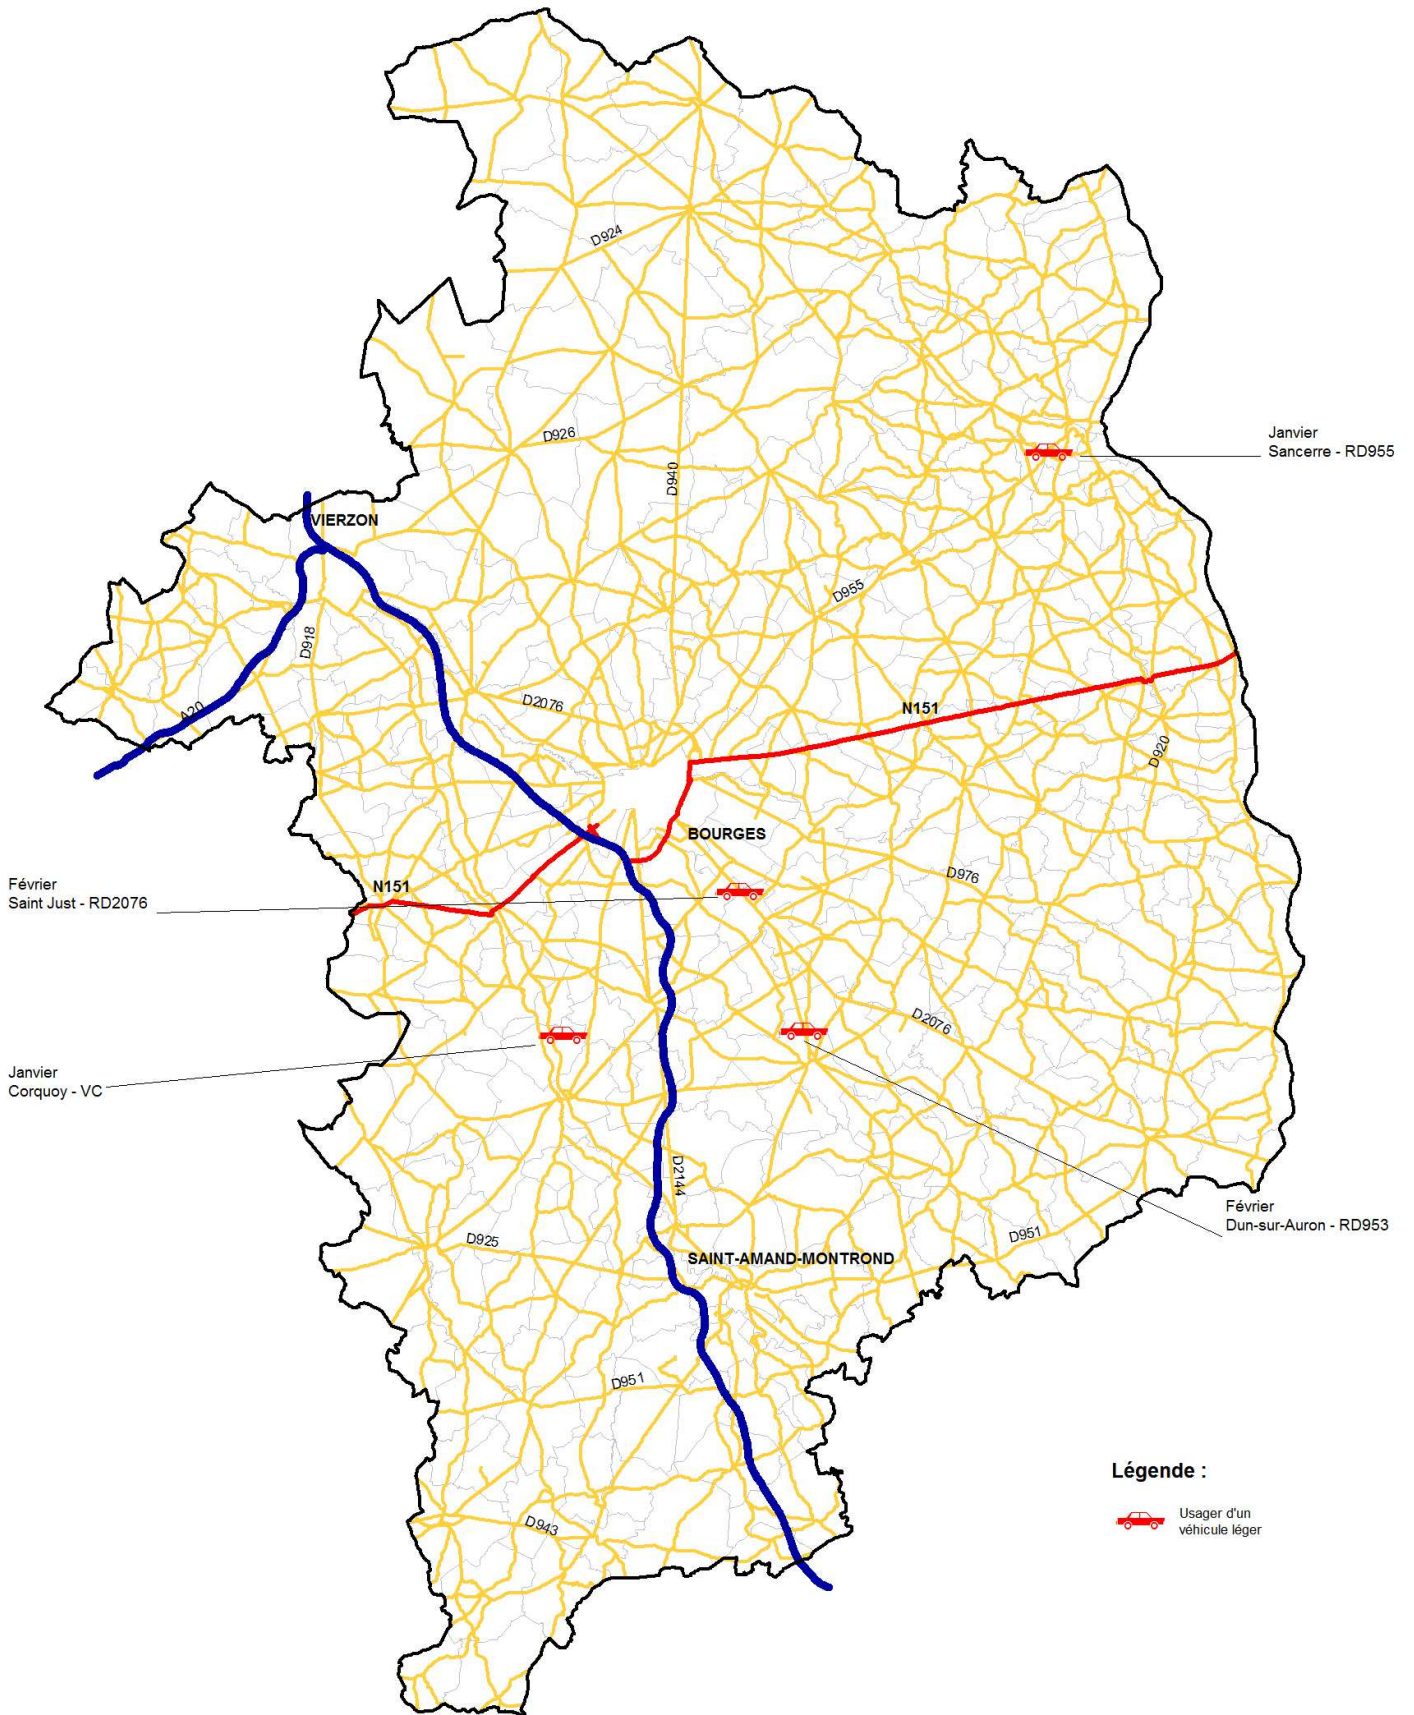 D924
Janvier
Sancerre - RD955
D926
D940
VIERZON
D955
D918
A20
D2076
N151
D920
BOURGES
D976
Février
Saint Just - RD2076
N151
D2076
Janvier
Corquoy - VC
D2144
Février
Dun-sur-Auron - RD953
D925
D951
SAINT-AMAND-MONTROND
D951
Légende :
Usager d'un
véhicule léger
D943